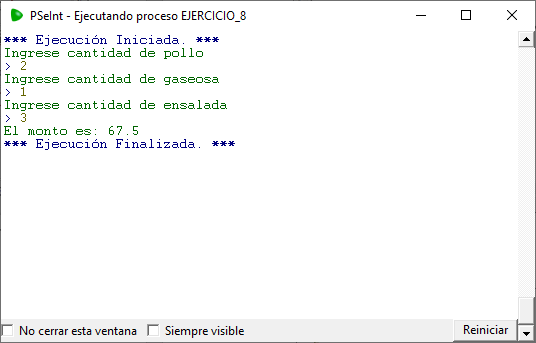 PSeInt - Ejecutando proceso EJERCICIO_8
*** Ejecución Iniciada. ***
Ingrese cantidad de pollo
> 2
Ingrese cantidad de gaseosa
> 1
Ingrese cantidad de ensalada
> 3
El monto es: 67.5
*** Ejecución Finalizada. ***
No cerrar esta ventana
Siempre visible
Reiniciar